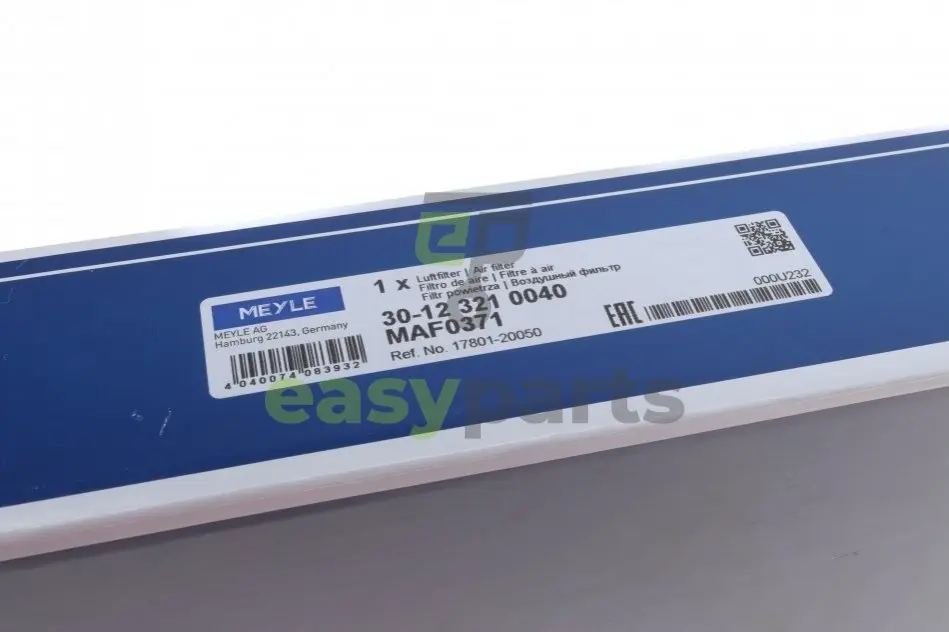 MEYLE
MEYLE AG
Hamburg 22143, Germany
4 040074 083932
1 x
Luftfilter | Air filter
Filtro de aire | Filtre à air
Filtr powietrza | Воздушный фильтр
30-12 321 0040
MAF0371
Ref. No. 17801-20050
EAC
000U232
ep
easyparts